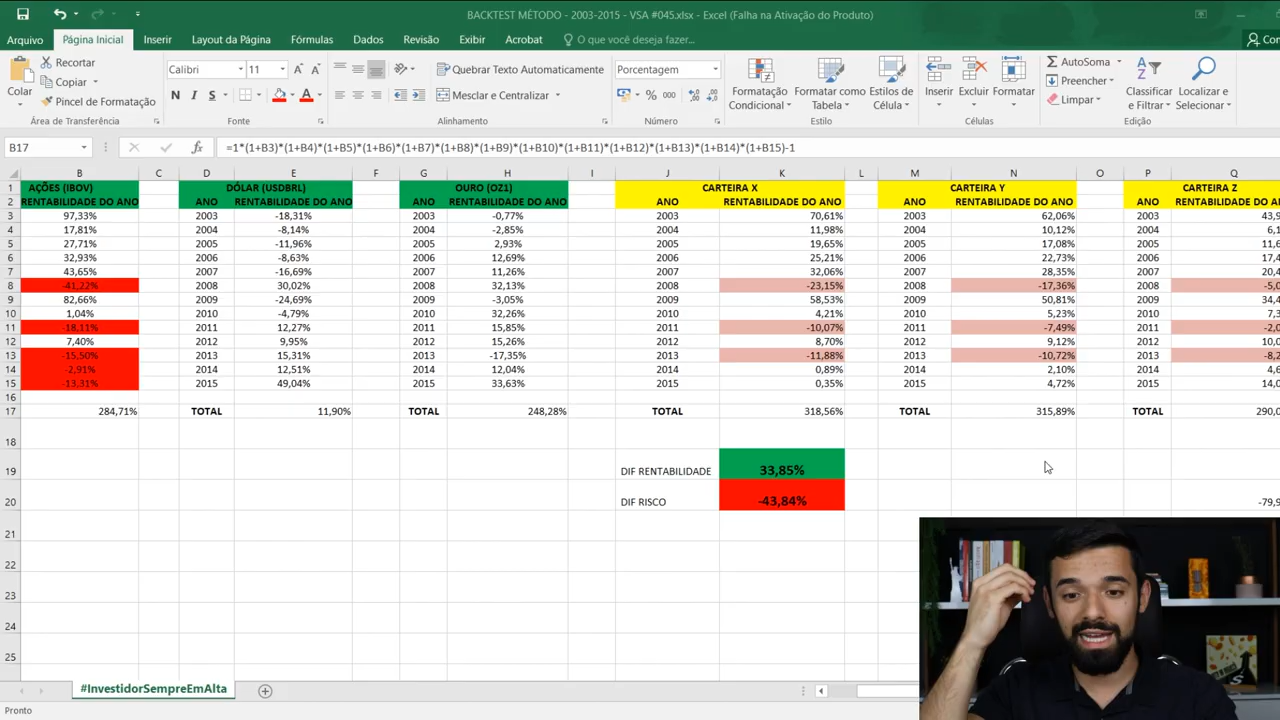 BACKTEST MÉTODO - 2003-2015 - VSA #045.xlsx - Excel (Falha na Ativação do Produto)
Arquivo Página Inicial Inserir Layout da Página Fórmulas Dados Revisão Exibir Acrobat O que você deseja fazer... Com
Colar Recortar Copiar Pincel de Formatação
Calibri 11 N I S
Quebrar Texto Automaticamente Mesclar e Centralizar
Porcentagem % 000
Formatação Condicional Formatar como Tabela Estilos de Célula
Inserir Excluir Formatar
AutoSoma Preencher Limpar Classificar e Filtrar Localizar e Selecionar
Área de Transferência Fonte Alinhamento Número Estilo Células Edição
B17 fx =1*(1+B3)*(1+B4)*(1+B5)*(1+B6)*(1+B7)*(1+B8)*(1+B9)*(1+B10)*(1+B11)*(1+B12)*(1+B13)*(1+B14)*(1+B15)-1
B C D E F G H I J K L M N O P Q
1 AÇÕES (IBOV) DÓLAR (USDBRL) OURO (OZ1) CARTEIRA X CARTEIRA Y CARTEIRA Z
2 RENTABILIDADE DO ANO ANO RENTABILIDADE DO ANO ANO RENTABILIDADE DO ANO ANO RENTABILIDADE DO ANO ANO RENTABILIDADE DO ANO ANO RENTABILIDADE DO A
3 97,33% 2003 -18,31% 2003 -0,77% 2003 70,61% 2003 62,06% 2003 43,9
4 17,81% 2004 -8,14% 2004 -2,85% 2004 11,98% 2004 10,12% 2004 6,1
5 27,71% 2005 -11,96% 2005 2,93% 2005 19,65% 2005 17,08% 2005 11,6
6 32,93% 2006 -8,63% 2006 12,69% 2006 25,21% 2006 22,73% 2006 17,4
7 43,65% 2007 -16,69% 2007 11,26% 2007 32,06% 2007 28,35% 2007 20,4
8 -41,22% 2008 30,02% 2008 32,13% 2008 -23,15% 2008 -17,36% 2008 -5,0
9 82,66% 2009 -24,69% 2009 -3,05% 2009 58,53% 2009 50,81% 2009 34,4
10 1,04% 2010 -4,79% 2010 32,26% 2010 4,21% 2010 5,23% 2010 7,3
11 -18,11% 2011 12,27% 2011 15,85% 2011 -10,07% 2011 -7,49% 2011 -2,0
12 7,40% 2012 9,95% 2012 15,26% 2012 8,70% 2012 9,12% 2012 10,0
13 -15,50% 2013 15,31% 2013 -17,35% 2013 -11,88% 2013 -10,72% 2013 -8,2
14 -2,91% 2014 12,51% 2014 12,04% 2014 0,89% 2014 2,10% 2014 4,6
15 -13,31% 2015 49,04% 2015 33,63% 2015 0,35% 2015 4,72% 2015 14,0
16
17 284,71% TOTAL 11,90% TOTAL 248,28% TOTAL 318,56% TOTAL 315,89% TOTAL 290,0
18
19 DIF RENTABILIDADE 33,85%
20 DIF RISCO -43,84% -79,9
21
22
23
24
25
#InvestidorSempreEmAlta
Pronto